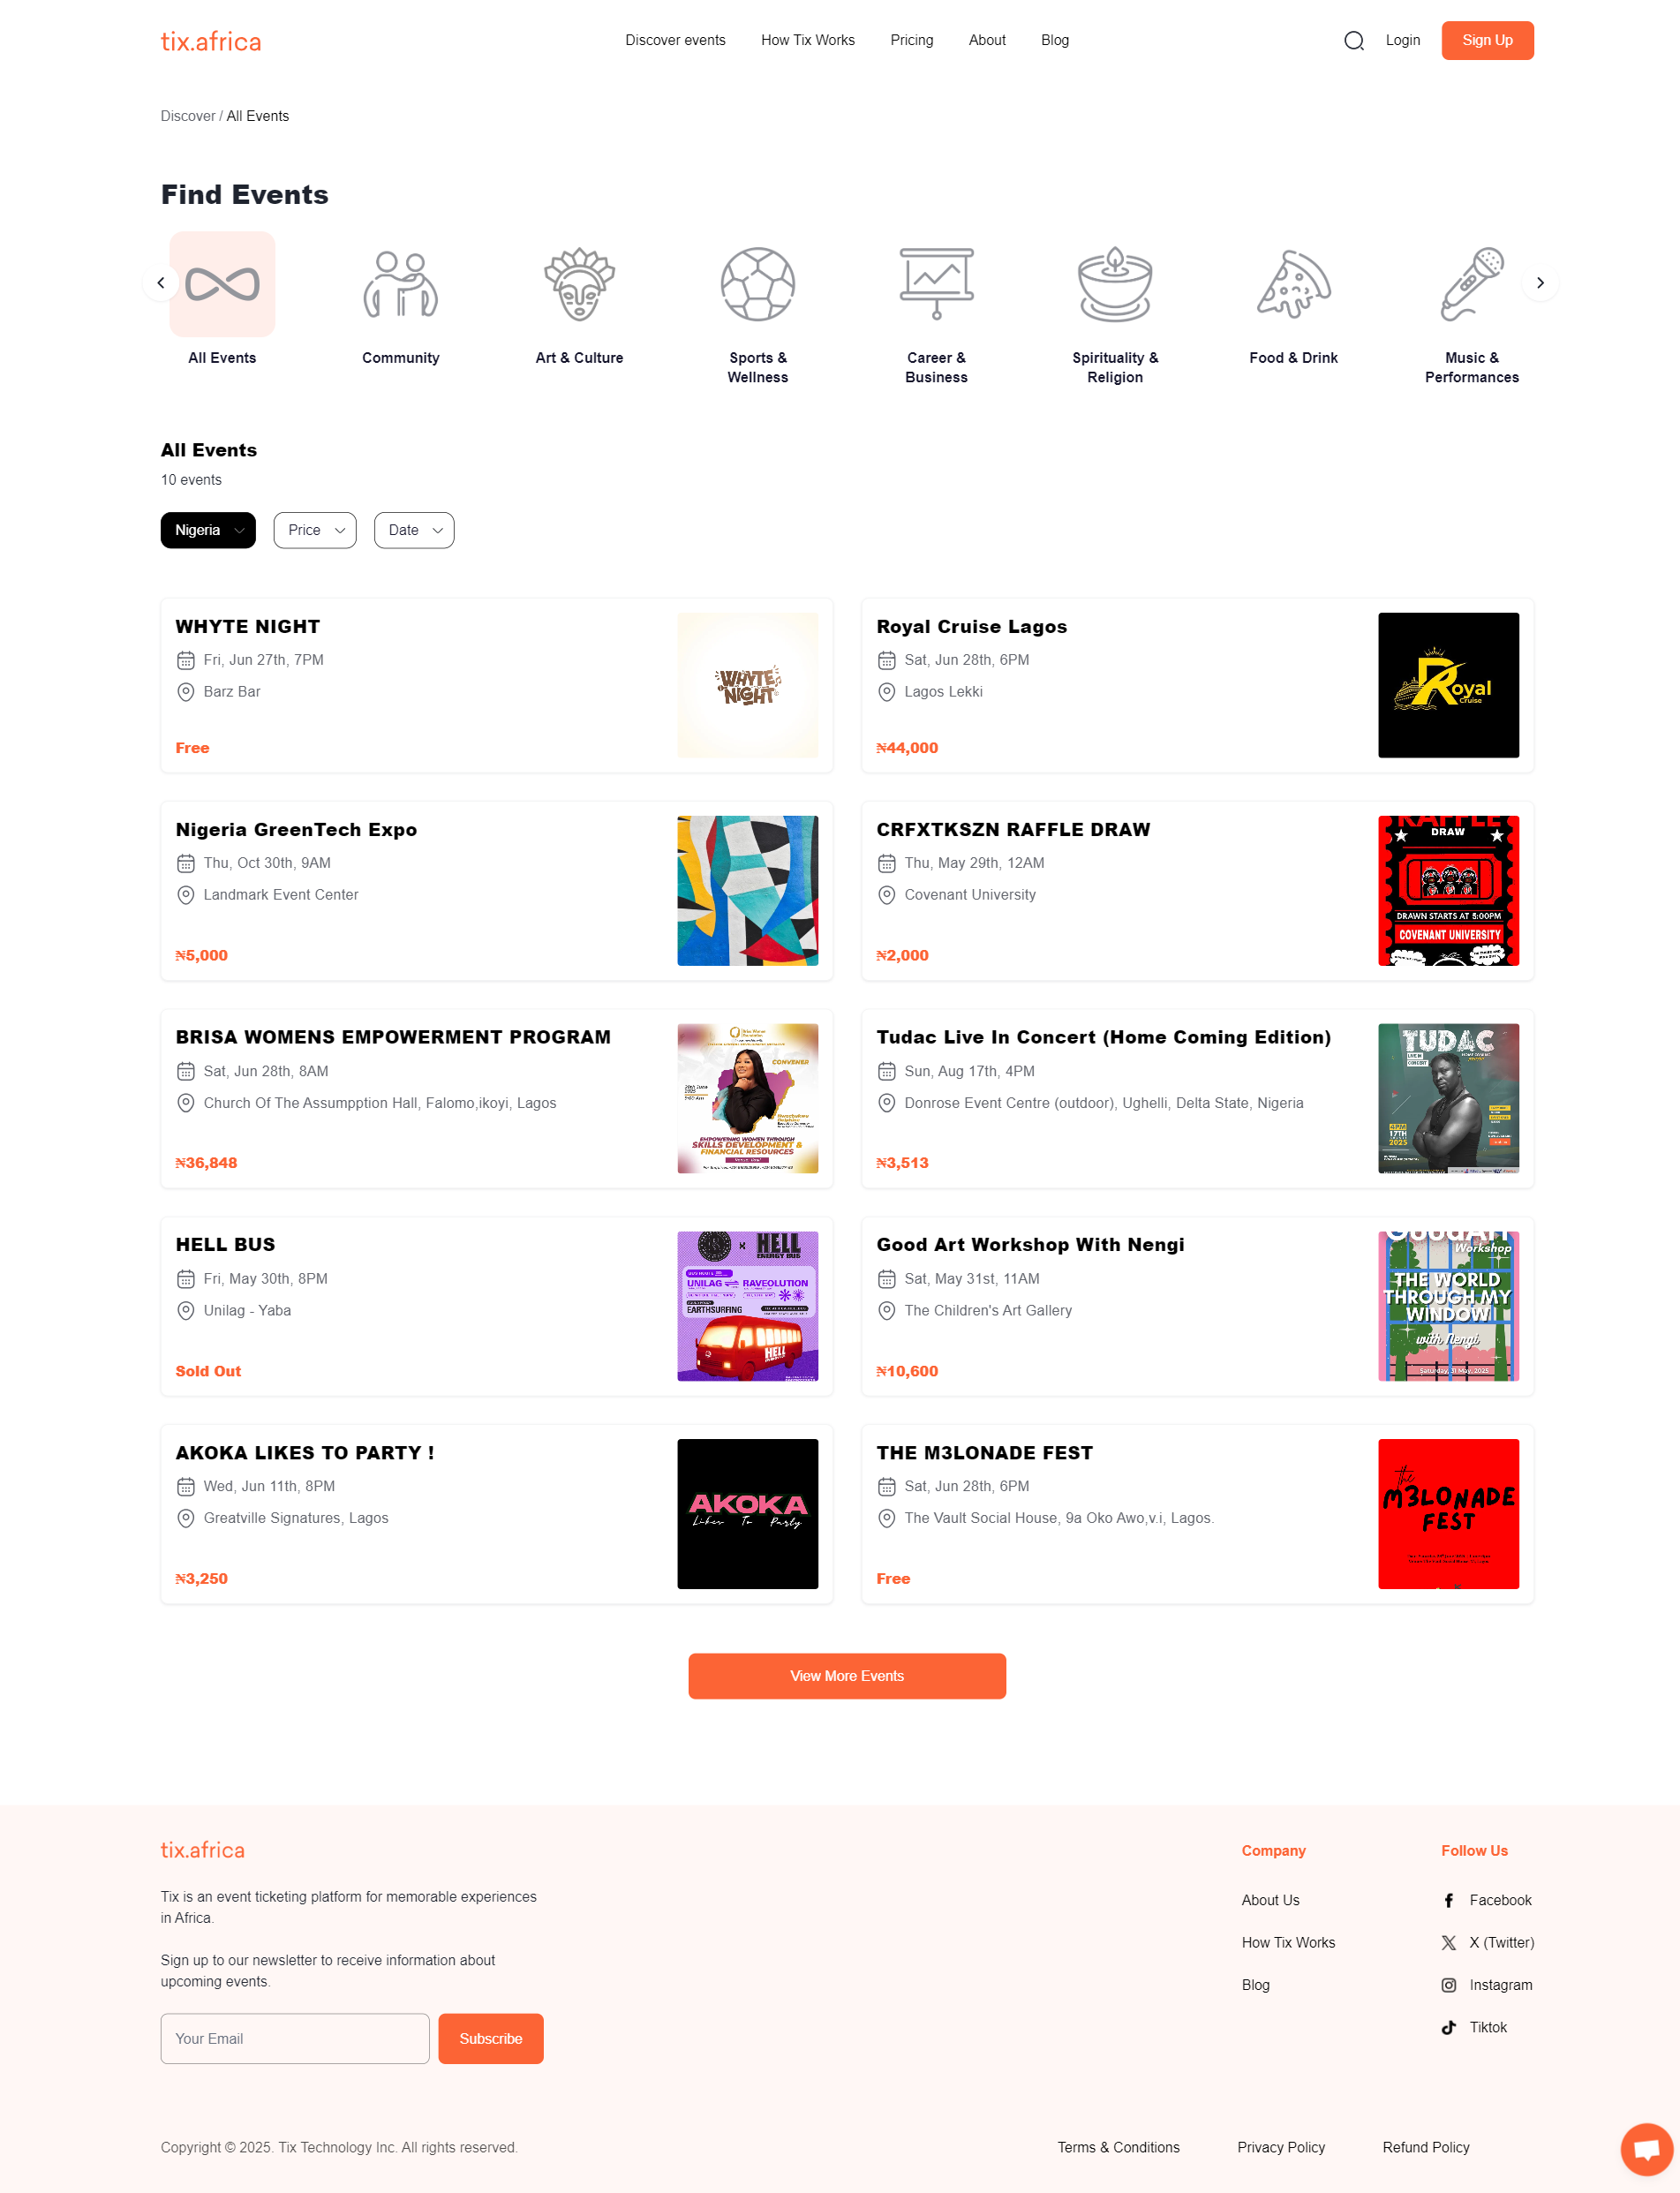 tix.africa
Discover events
How Tix Works
Pricing
About
Blog
Login
Sign Up
Discover / All Events
Find Events
All Events
Community
Art & Culture
Sports &
Wellness
Career &
Business
Spirituality &
Religion
Food & Drink
Music &
Performances
All Events
10 events
Nigeria
Price
Date
WHYTE NIGHT
Fri, Jun 27th, 7PM
Barz Bar
Free
WHYTE
NIGHT
Royal Cruise Lagos
Sat, Jun 28th, 6PM
Lagos Lekki
₦44,000
Royal
Cruise
Nigeria GreenTech Expo
Thu, Oct 30th, 9AM
Landmark Event Center
₦5,000
CRFXTKSZN RAFFLE DRAW
Thu, May 29th, 12AM
Covenant University
₦2,000
RAFFLE
DRAW
DRAWN STARTS AT 5:00PM
COVENANT UNIVERSITY
BRISA WOMENS EMPOWERMENT PROGRAM
Sat, Jun 28th, 8AM
Church Of The Assumpption Hall, Falomo,ikoyi, Lagos
₦36,848
CONVENER
EMPOWERING WOMEN THROUGH
SKILLS DEVELOPMENT &
FINANCIAL RESOURCES
Tudac Live In Concert (Home Coming Edition)
Sun, Aug 17th, 4PM
Donrose Event Centre (outdoor), Ughelli, Delta State, Nigeria
₦3,513
TUDAC
LIVE IN
CONCERT
4PM
17TH
2025
HELL BUS
Fri, May 30th, 8PM
Unilag - Yaba
Sold Out
X HELL
ENERGY BUS
UNILAG ⇌ RAVEOLUTION
EARTHSURFING
HELL
Good Art Workshop With Nengi
Sat, May 31st, 11AM
The Children's Art Gallery
₦10,600
GoodArt
Workshop
THE WORLD
THROUGH MY
WINDOW
with Nengi
Saturday, 31 May, 2025
AKOKA LIKES TO PARTY !
Wed, Jun 11th, 8PM
Greatville Signatures, Lagos
₦3,250
AKOKA
Likes To Party
THE M3LONADE FEST
Sat, Jun 28th, 6PM
The Vault Social House, 9a Oko Awo,v.i, Lagos.
Free
the
M3LONADE
FEST
View More Events
tix.africa
Tix is an event ticketing platform for memorable experiences
in Africa.
Sign up to our newsletter to receive information about
upcoming events.
Your Email
Subscribe
Company
About Us
How Tix Works
Blog
Follow Us
Facebook
X (Twitter)
Instagram
Tiktok
Copyright © 2025. Tix Technology Inc. All rights reserved.
Terms & Conditions
Privacy Policy
Refund Policy